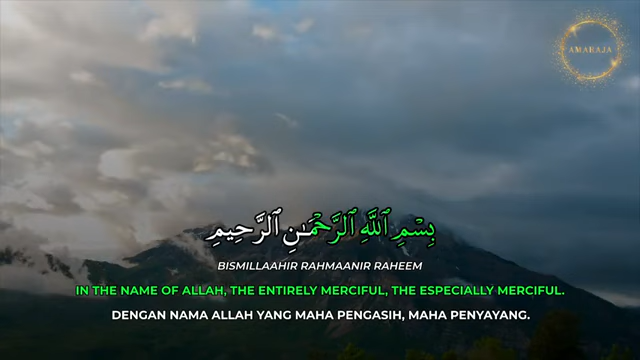 AMARAJA
بِسْمِ ٱللَّهِ ٱلرَّحْمَـٰنِ ٱلرَّحِيمِ
BISMILLAAHIR RAHMAANIR RAHEEM
IN THE NAME OF ALLAH, THE ENTIRELY MERCIFUL, THE ESPECIALLY MERCIFUL.
DENGAN NAMA ALLAH YANG MAHA PENGASIH, MAHA PENYAYANG.